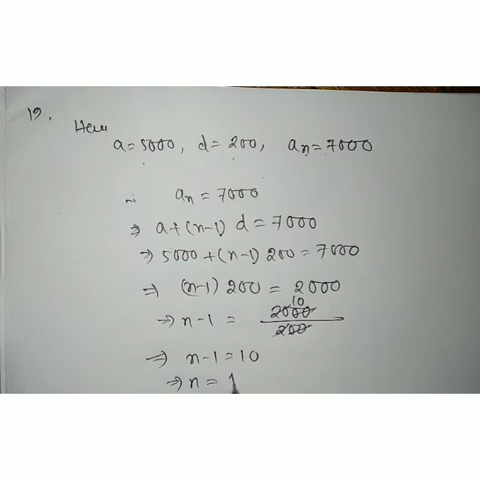 19.
Here
a = 5000, d = 200, an = 7000
∴ an = 7000
⇒ a + (n-1) d = 7000
⇒ 5000 + (n-1) 200 = 7000
⇒ (n-1) 200 = 2000
⇒ n-1 = 2000/200 10
⇒ n-1 = 10
⇒ n = 1